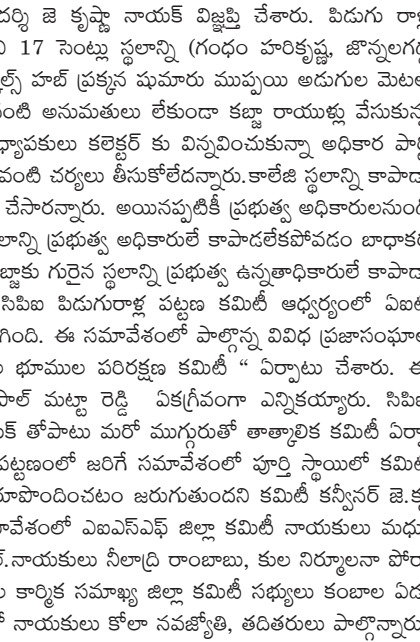 దర్శి జె కృష్ణా నాయక్ విజ్ఞప్తి చేశారు. పిడుగు రా
ని 17 సెంట్లు స్థలాన్ని (గంధం హరికృష్ణ, జొన్నలగడ్డ
ల్స్ హబ్ ప్రక్కన షుమారు ముప్పయి అడుగుల మెటల్
వంటి అనుమతులు లేకుండా కబ్జా రాయుళ్లు వేసుకున్న
ధ్యాపకులు కలెక్టర్ కు విన్నవించుకున్నా అధికార పార్
వంటి చర్యలు తీసుకోలేదన్నారు.కాలేజి స్థలాన్ని కాపాడా
చేసారన్నారు. అయినప్పటికీ ప్రభుత్వ అధికారులనుండి
లాన్ని ప్రభుత్వ అధికారులే కాపాడలేకపోవడం బాధాకర
బ్జాకు గురైన స్థలాన్ని ప్రభుత్వ ఉన్నతాధికారులే కాపాడ
సిపిఐ పిడుగురాళ్ల పట్టణ కమిటీ ఆధ్వర్యంలో ఏఐట
గింది. ఈ సమావేశంలో పాల్గొన్న వివిధ ప్రజాసంఘాల
ల భూముల పరిరక్షణ కమిటీ “ ఏర్పాటు చేశారు. ఈ
పాల్ మట్టా రెడ్డి ఏకగ్రీవంగా ఎన్నికయ్యారు. సిపిఐ
క్ తోపాటు మరో ముగ్గురుతో తాత్కాలిక కమిటీ ఏర్ప
పట్టణంలో జరిగే సమావేశంలో పూర్తి స్థాయిలో కమిట
రూపొందించటం జరుగుతుందని కమిటీ కన్వీనర్ జె.కృ
మావేశంలో ఎఐఎస్ఎఫ్ జిల్లా కమిటీ నాయకులు మధు
ల్.నాయకులు నీలాద్రి రాంబాబు, కుల నిర్మూలనా పోరా
ల కార్మిక సమాఖ్య జిల్లా కమిటీ సభ్యులు కంబాల ఏడు
ో నాయకులు కోలా నవజ్యోతి, తదితరులు పాల్గొన్నారు